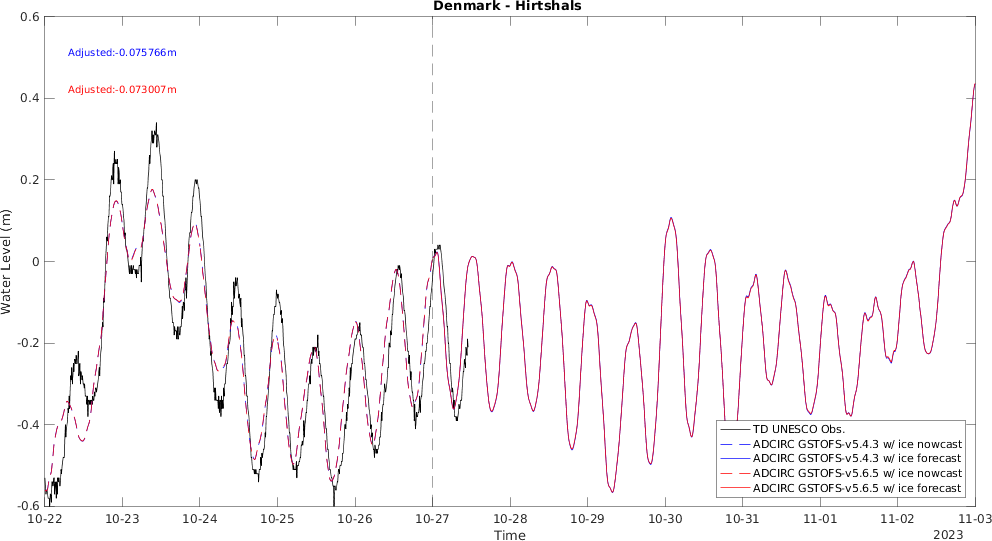 Denmark - Hirtshals
Adjusted:-0.075766m
Adjusted:-0.073007m
Water Level (m)
0.6
0.4
0.2
0
-0.2
-0.4
-0.6
TD UNESCO Obs.
ADCIRC GSTOFS-v5.4.3 w/ ice nowcast
ADCIRC GSTOFS-v5.4.3 w/ ice forecast
ADCIRC GSTOFS-v5.6.5 w/ ice nowcast
ADCIRC GSTOFS-v5.6.5 w/ ice forecast
10-22 10-23 10-24 10-25 10-26 10-27 10-28 10-29 10-30 10-31 11-01 11-02 11-03
Time
2023